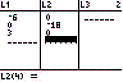 L1 L2 L3 2
-6 0 ------
0 -18
3 0
------
L2(4) =